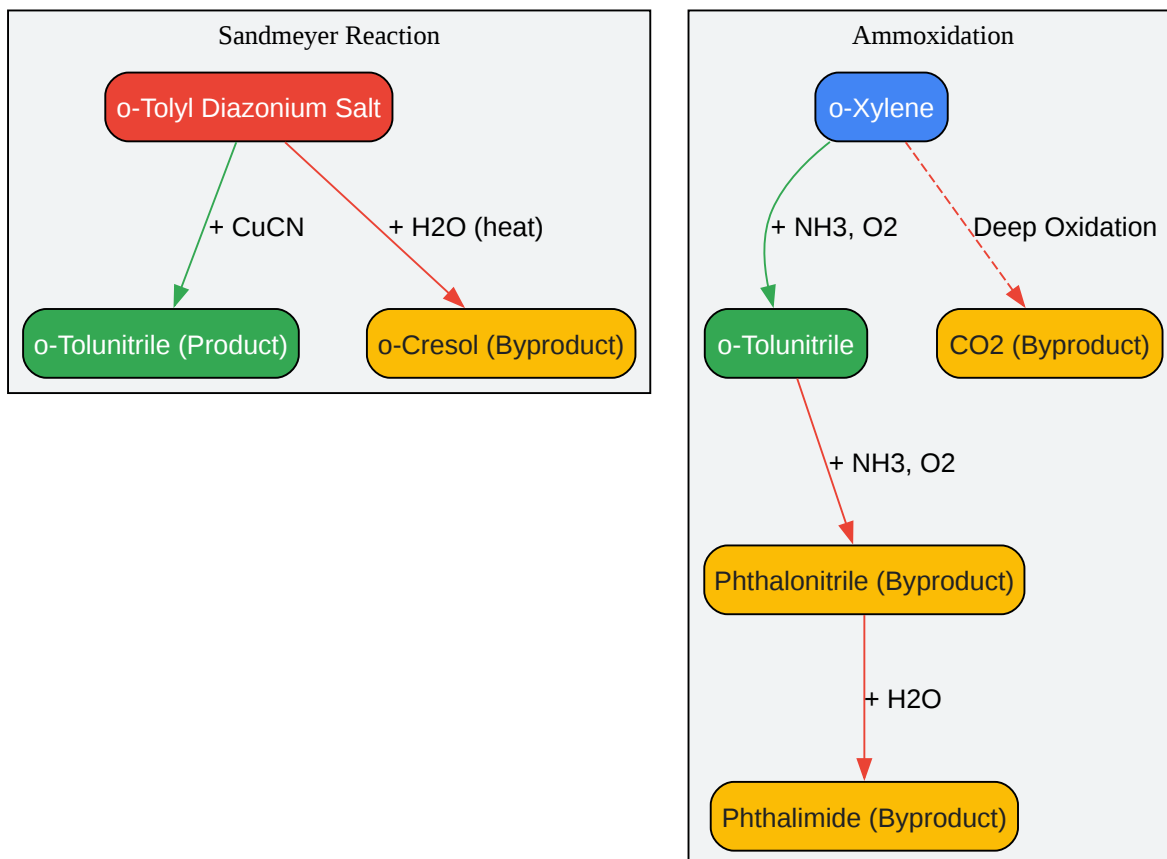 Sandmeyer Reaction
o-Tolyl Diazonium Salt
+ CuCN
+ H2O (heat)
o-Tolunitrile (Product)
o-Cresol (Byproduct)
Ammoxidation
o-Xylene
+ NH3, O2
Deep Oxidation
o-Tolunitrile
CO2 (Byproduct)
+ NH3, O2
Phthalonitrile (Byproduct)
+ H2O
Phthalimide (Byproduct)